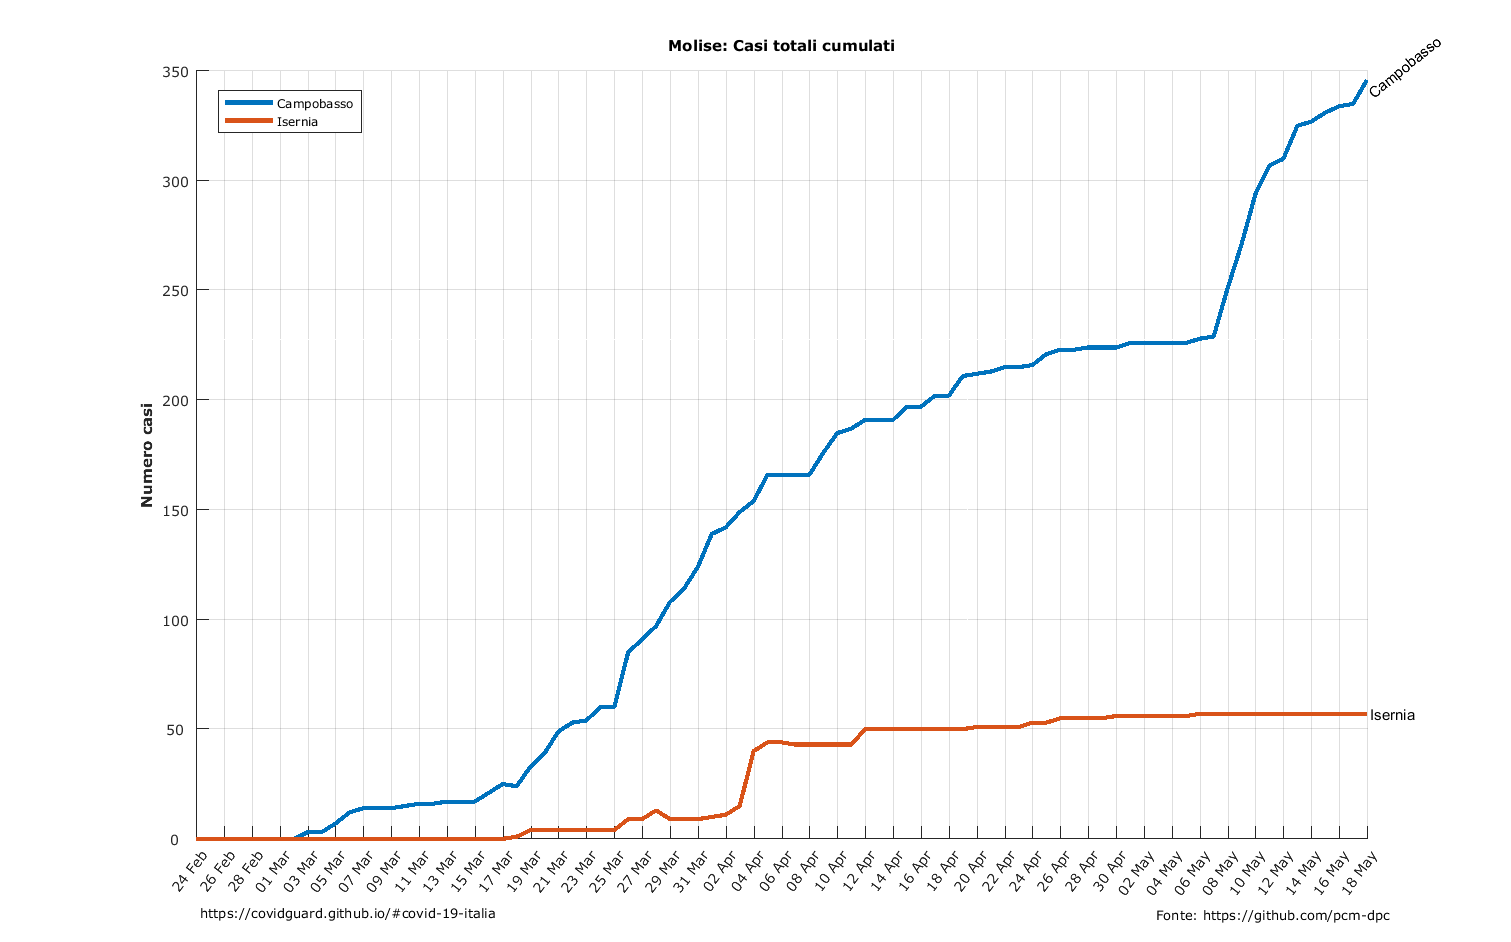 Molise: Casi totali cumulati
Campobasso
Isernia
Numero casi
350
300
250
200
150
100
50
0
Campobasso
Isernia
24 Feb
26 Feb
28 Feb
01 Mar
03 Mar
05 Mar
07 Mar
09 Mar
11 Mar
13 Mar
15 Mar
17 Mar
19 Mar
21 Mar
23 Mar
25 Mar
27 Mar
29 Mar
31 Mar
02 Apr
04 Apr
06 Apr
08 Apr
10 Apr
12 Apr
14 Apr
16 Apr
18 Apr
20 Apr
22 Apr
24 Apr
26 Apr
28 Apr
30 Apr
02 May
04 May
06 May
08 May
10 May
12 May
14 May
16 May
18 May
https://covidguard.github.io/#covid-19-italia
Fonte: https://github.com/pcm-dpc